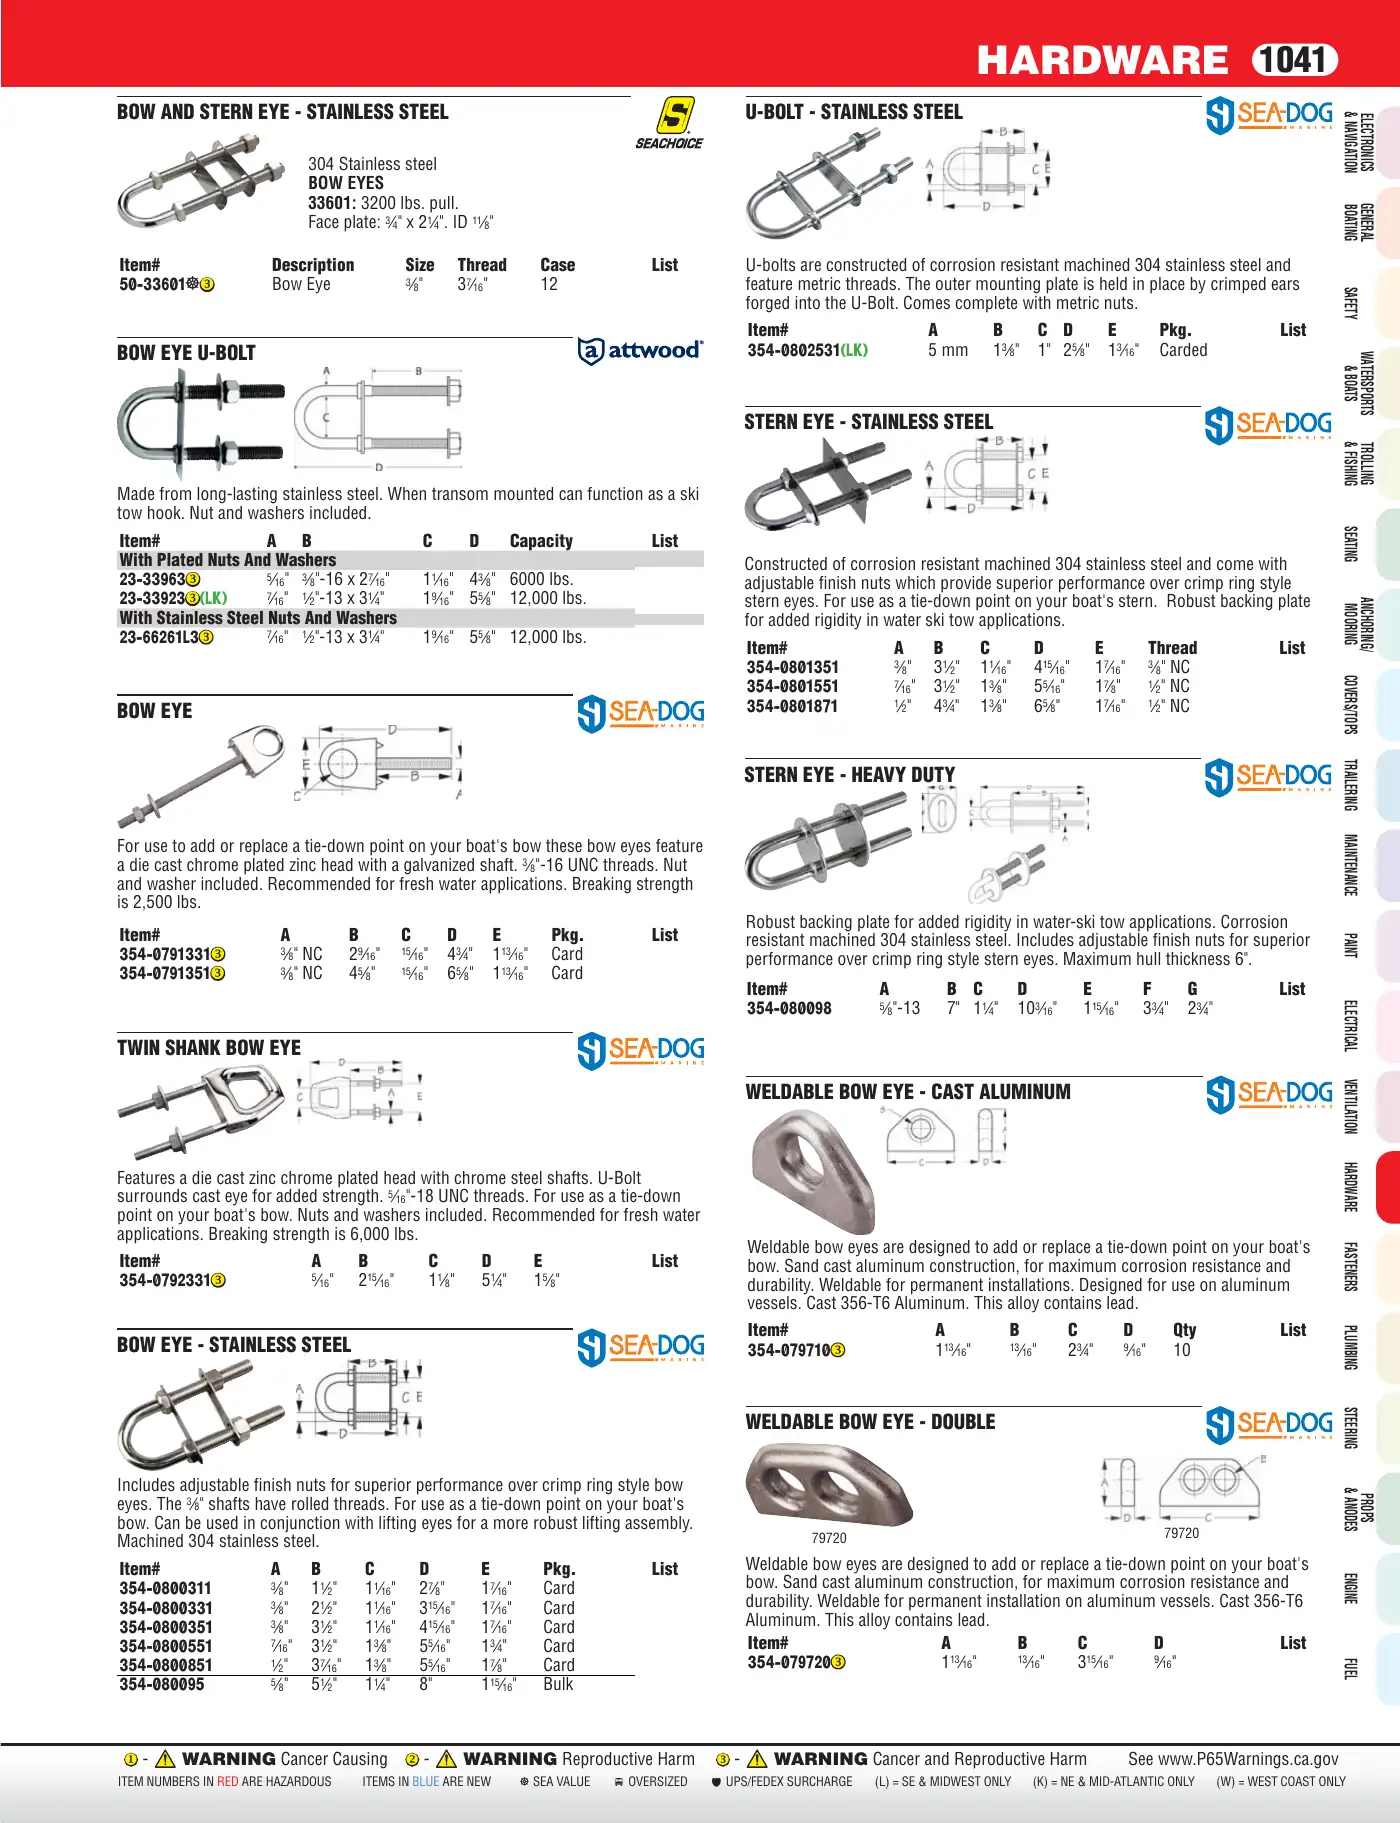 HARDWARE 1041
BOW AND STERN EYE - STAINLESS STEEL
SEACHOICE
304 Stainless steel
BOW EYES
33601: 3200 lbs. pull.
Face plate: ¾" x 2¼". ID 1⅛"
Item# Description Size Thread Case List
50-33601 3 Bow Eye ⅜" 3⁷⁄₁₆" 12
BOW EYE U-BOLT
attwood
A B
C
D
Made from long-lasting stainless steel. When transom mounted can function as a ski
tow hook. Nut and washers included.
Item# A B C D Capacity List
With Plated Nuts And Washers
23-33963 3 ⁵⁄₁₆" ⅜"-16 x 2⁷⁄₁₆" 1¹⁄₁₆" 4⅜" 6000 lbs.
23-33923 3 (LK) ⁷⁄₁₆" ½"-13 x 3¼" 1⁹⁄₁₆" 5⅝" 12,000 lbs.
With Stainless Steel Nuts And Washers
23-66261L3 3 ⁷⁄₁₆" ½"-13 x 3¼" 1⁹⁄₁₆" 5⅝" 12,000 lbs.
BOW EYE
SEA-DOG
MARINE
D
E
B
C A
For use to add or replace a tie-down point on your boat's bow these bow eyes feature
a die cast chrome plated zinc head with a galvanized shaft. ⅜"-16 UNC threads. Nut
and washer included. Recommended for fresh water applications. Breaking strength
is 2,500 lbs.
Item# A B C D E Pkg. List
354-0791331 3 ⅜" NC 2⁹⁄₁₆" ¹⁵⁄₁₆" 4¾" 1¹³⁄₁₆" Card
354-0791351 3 ⅜" NC 4⅝" ¹⁵⁄₁₆" 6⅝" 1¹³⁄₁₆" Card
TWIN SHANK BOW EYE
SEA-DOG
MARINE
D
B
C A E
Features a die cast zinc chrome plated head with chrome steel shafts. U-Bolt
surrounds cast eye for added strength. ⁵⁄₁₆"-18 UNC threads. For use as a tie-down
point on your boat's bow. Nuts and washers included. Recommended for fresh water
applications. Breaking strength is 6,000 lbs.
Item# A B C D E List
354-0792331 3 ⁵⁄₁₆" 2¹⁵⁄₁₆" 1⅛" 5¼" 1⅝"
BOW EYE - STAINLESS STEEL
SEA-DOG
MARINE
B
A C E
D
Includes adjustable finish nuts for superior performance over crimp ring style bow
eyes. The ⅜" shafts have rolled threads. For use as a tie-down point on your boat's
bow. Can be used in conjunction with lifting eyes for a more robust lifting assembly.
Machined 304 stainless steel.
Item# A B C D E Pkg. List
354-0800311 ⅜" 1½" 1¹⁄₁₆" 2⅞" 1⁷⁄₁₆" Card
354-0800331 ⅜" 2½" 1¹⁄₁₆" 3¹⁵⁄₁₆" 1⁷⁄₁₆" Card
354-0800351 ⅜" 3½" 1¹⁄₁₆" 4¹⁵⁄₁₆" 1⁷⁄₁₆" Card
354-0800551 ⁷⁄₁₆" 3½" 1⅜" 5⁵⁄₁₆" 1¾" Card
354-0800851 ½" 3⁷⁄₁₆" 1⅜" 5⁵⁄₁₆" 1⅞" Card
354-080095 ⅝" 5½" 1¼" 8" 1¹⁵⁄₁₆" Bulk
U-BOLT - STAINLESS STEEL
SEA-DOG
MARINE
B
A C E
D
U-bolts are constructed of corrosion resistant machined 304 stainless steel and
feature metric threads. The outer mounting plate is held in place by crimped ears
forged into the U-Bolt. Comes complete with metric nuts.
Item# A B C D E Pkg. List
354-0802531(LK) 5 mm 1⅜" 1" 2⅝" 1³⁄₁₆" Carded
STERN EYE - STAINLESS STEEL
SEA-DOG
MARINE
B
A C E
D
Constructed of corrosion resistant machined 304 stainless steel and come with
adjustable finish nuts which provide superior performance over crimp ring style
stern eyes. For use as a tie-down point on your boat's stern. Robust backing plate
for added rigidity in water ski tow applications.
Item# A B C D E Thread List
354-0801351 ⅜" 3½" 1¹⁄₁₆" 4¹⁵⁄₁₆" 1⁷⁄₁₆" ⅜" NC
354-0801551 ⁷⁄₁₆" 3½" 1⅜" 5⁵⁄₁₆" 1⅞" ½" NC
354-0801871 ½" 4¾" 1⅜" 6⅝" 1⁷⁄₁₆" ½" NC
STERN EYE - HEAVY DUTY
SEA-DOG
MARINE
G D
B
A
Robust backing plate for added rigidity in water-ski tow applications. Corrosion
resistant machined 304 stainless steel. Includes adjustable finish nuts for superior
performance over crimp ring style stern eyes. Maximum hull thickness 6".
Item# A B C D E F G List
354-080098 ⅝"-13 7" 1¼" 10³⁄₁₆" 1¹⁵⁄₁₆" 3¾" 2¾"
WELDABLE BOW EYE - CAST ALUMINUM
SEA-DOG
MARINE
B
A
C D
Weldable bow eyes are designed to add or replace a tie-down point on your boat's
bow. Sand cast aluminum construction, for maximum corrosion resistance and
durability. Weldable for permanent installations. Designed for use on aluminum
vessels. Cast 356-T6 Aluminum. This alloy contains lead.
Item# A B C D Qty List
354-079710 3 1¹³⁄₁₆" ¹³⁄₁₆" 2¾" ⁹⁄₁₆" 10
WELDABLE BOW EYE - DOUBLE
SEA-DOG
MARINE
A B
D C
79720 79720
Weldable bow eyes are designed to add or replace a tie-down point on your boat's
bow. Sand cast aluminum construction, for maximum corrosion resistance and
durability. Weldable for permanent installation on aluminum vessels. Cast 356-T6
Aluminum. This alloy contains lead.
Item# A B C D List
354-079720 3 1¹³⁄₁₆" ¹³⁄₁₆" 3¹⁵⁄₁₆" ⁹⁄₁₆"
ELECTRONICS
& NAVIGATION
GENERAL
BOATING
SAFETY
WATERSPORTS
& BOATS
TROLLING
& FISHING
SEATING
ANCHORING/
MOORING
COVERS/TOPS
TRAILERING
MAINTENANCE
PAINT
ELECTRICAL
VENTILATION
HARDWARE
FASTENERS
PLUMBING
STEERING
PROPS
& ANODES
ENGINE
FUEL
1 - WARNING Cancer Causing 2 - WARNING Reproductive Harm 3 - WARNING Cancer and Reproductive Harm See www.P65Warnings.ca.gov
ITEM NUMBERS IN RED ARE HAZARDOUS ITEMS IN BLUE ARE NEW SEA VALUE OVERSIZED UPS/FEDEX SURCHARGE (L) = SE & MIDWEST ONLY (K) = NE & MID-ATLANTIC ONLY (W) = WEST COAST ONLY